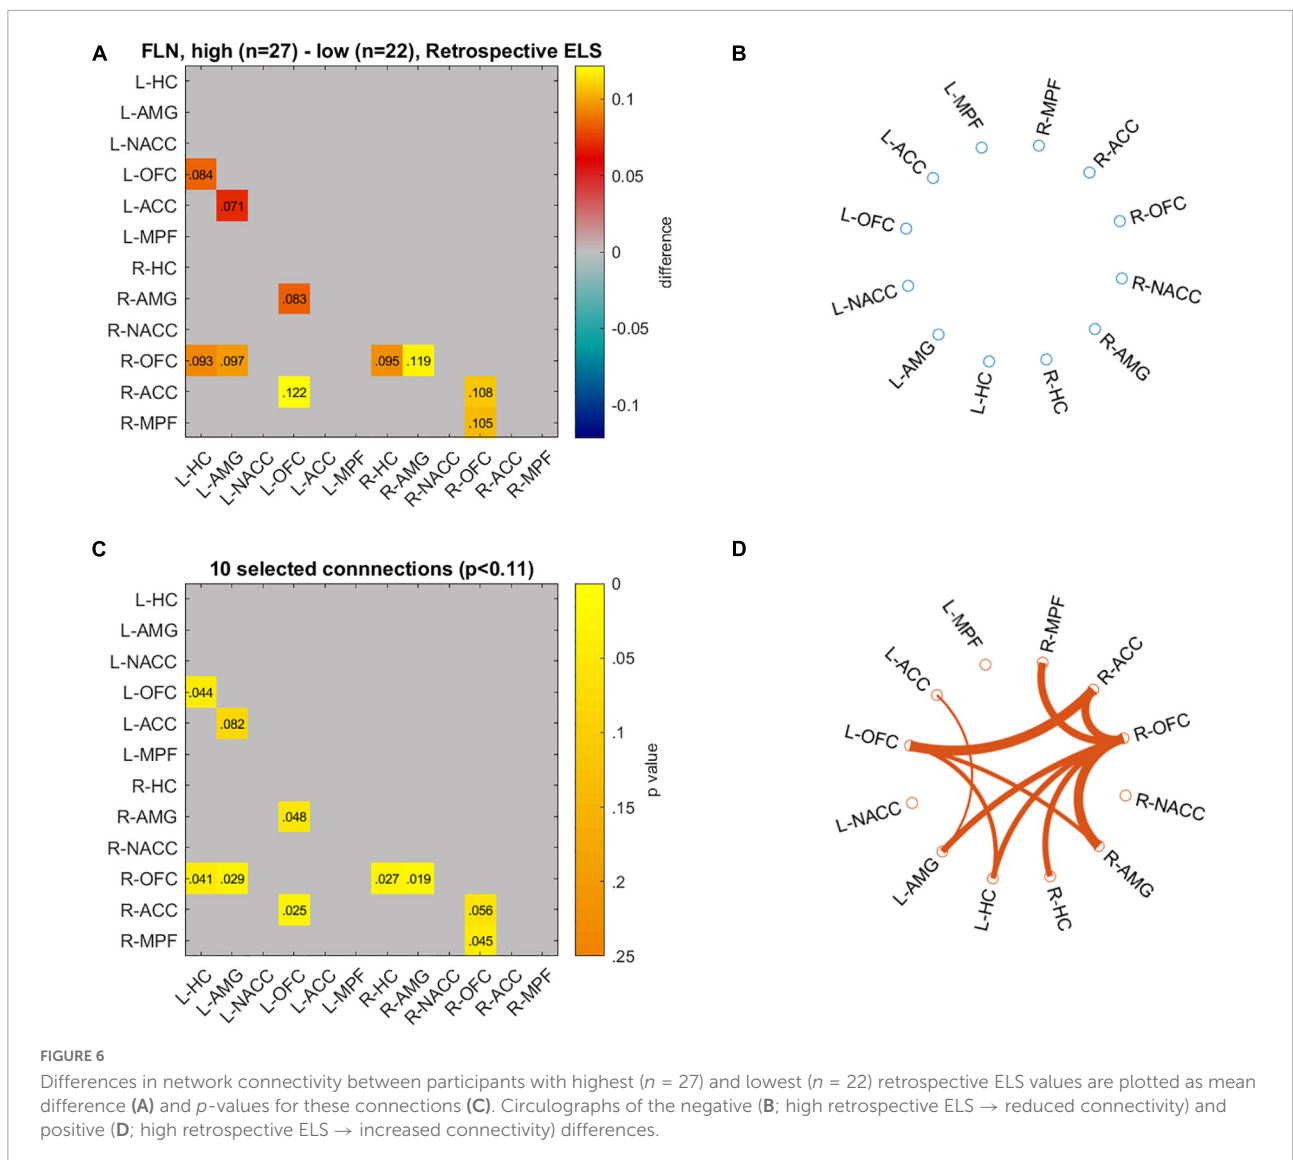 A
FLN, high (n=27) - low (n=22), Retrospective ELS
L-HC
L-AMG
L-NACC
L-OFC
L-ACC
L-MPF
R-HC
R-AMG
R-NACC
R-OFC
R-ACC
R-MPF
.084
.071
.083
.093 .097 .095 .119
.122 .108
.105
L-HC L-AMG L-NACC L-OFC L-ACC L-MPF R-HC R-AMG R-NACC R-OFC R-ACC R-MPF
0.1
0.05
0
-0.05
-0.1
difference
B
L-MPF
R-MPF
L-ACC
R-ACC
L-OFC
R-OFC
L-NACC
R-NACC
L-AMG
R-AMG
L-HC
R-HC
C
10 selected connnections (p<0.11)
L-HC
L-AMG
L-NACC
L-OFC
L-ACC
L-MPF
R-HC
R-AMG
R-NACC
R-OFC
R-ACC
R-MPF
.044
.082
.048
.041 .029 .027 .019
.025 .056
.045
L-HC L-AMG L-NACC L-OFC L-ACC L-MPF R-HC R-AMG R-NACC R-OFC R-ACC R-MPF
0
.05
.1
.15
.2
.25
p value
D
L-MPF
R-MPF
L-ACC
R-ACC
L-OFC
R-OFC
L-NACC
R-NACC
L-AMG
R-AMG
L-HC
R-HC
FIGURE 6
Differences in network connectivity between participants with highest (n = 27) and lowest (n = 22) retrospective ELS values are plotted as mean
difference (A) and p-values for these connections (C). Circulographs of the negative (B; high retrospective ELS → reduced connectivity) and
positive (D; high retrospective ELS → increased connectivity) differences.